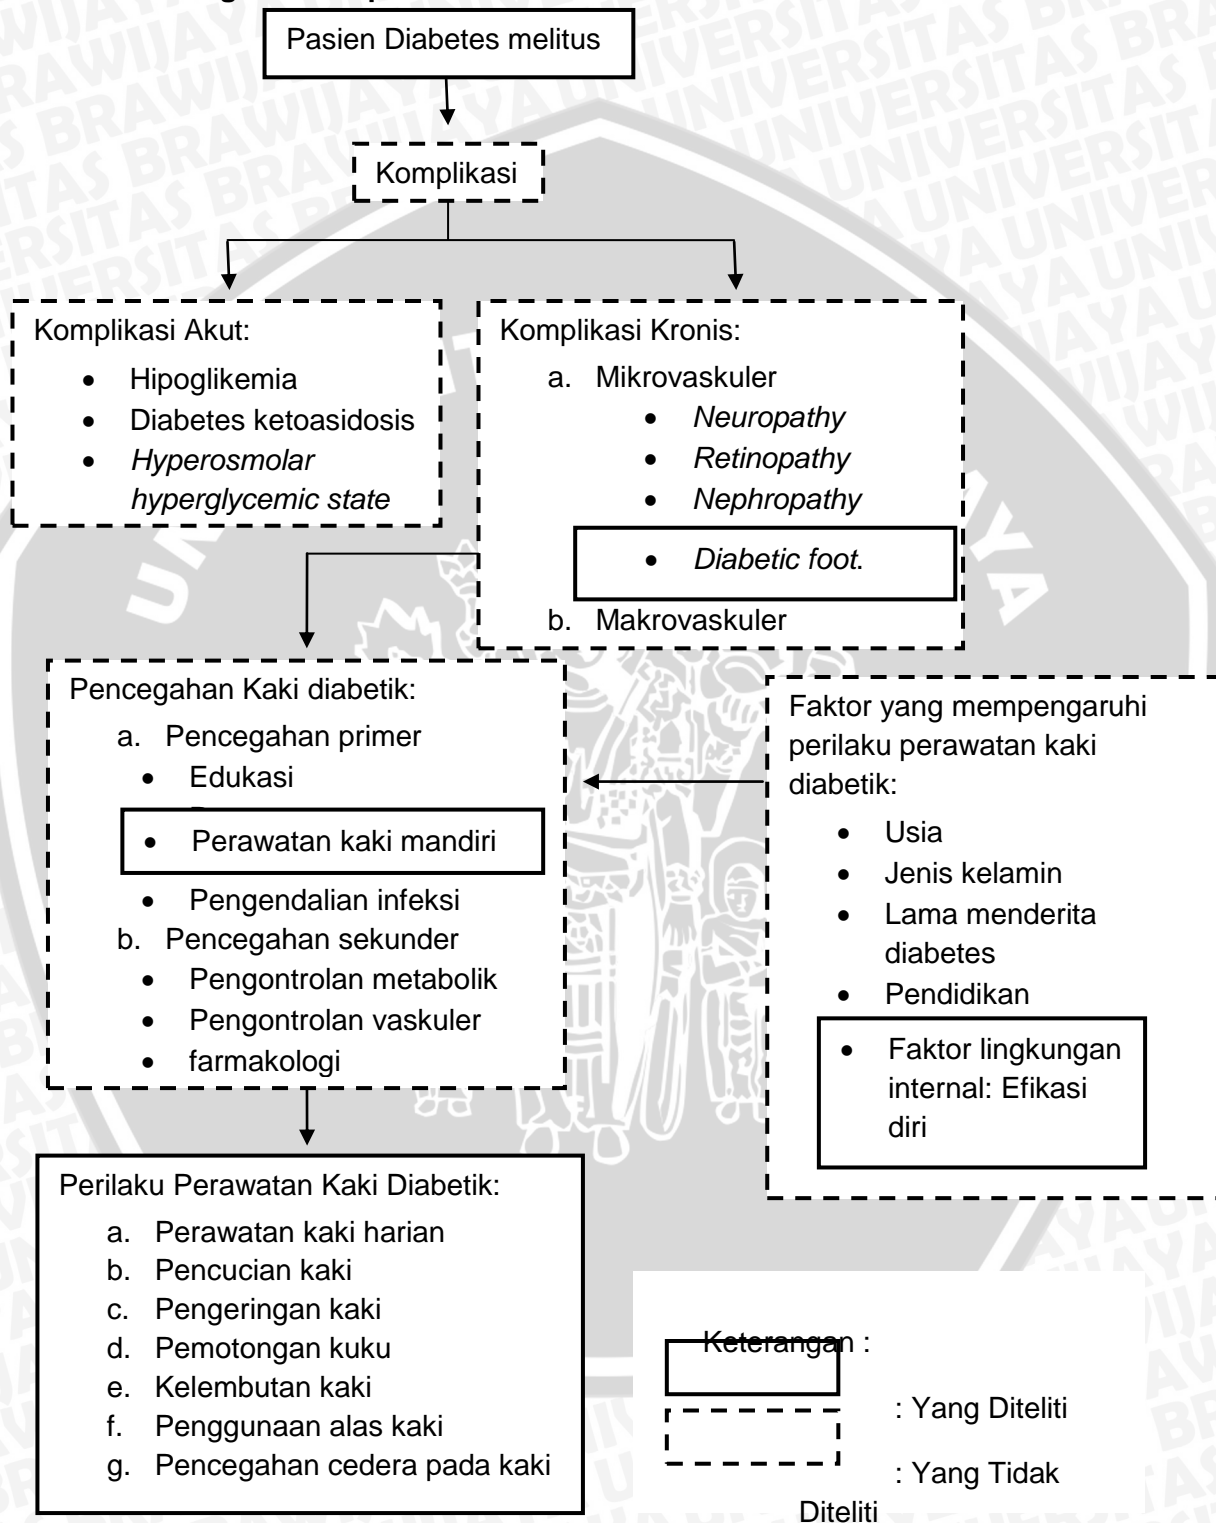 Pasien Diabetes melitus
Komplikasi
Komplikasi Akut:
• Hipoglikemia
• Diabetes ketoasidosis
• Hyperosmolar
hyperglycemic state
Komplikasi Kronis:
a. Mikrovaskuler
• Neuropathy
• Retinopathy
• Nephropathy
• Diabetic foot.
b. Makrovaskuler
Pencegahan Kaki diabetik:
a. Pencegahan primer
• Edukasi
• Perawatan kaki mandiri
• Pengendalian infeksi
b. Pencegahan sekunder
• Pengontrolan metabolik
• Pengontrolan vaskuler
• farmakologi
Faktor yang mempengaruhi
perilaku perawatan kaki
diabetik:
• Usia
• Jenis kelamin
• Lama menderita
diabetes
• Pendidikan
• Faktor lingkungan
internal: Efikasi
diri
Perilaku Perawatan Kaki Diabetik:
a. Perawatan kaki harian
b. Pencucian kaki
c. Pengeringan kaki
d. Pemotongan kuku
e. Kelembutan kaki
f. Penggunaan alas kaki
g. Pencegahan cedera pada kaki
Keterangan :
: Yang Diteliti
: Yang Tidak
Diteliti